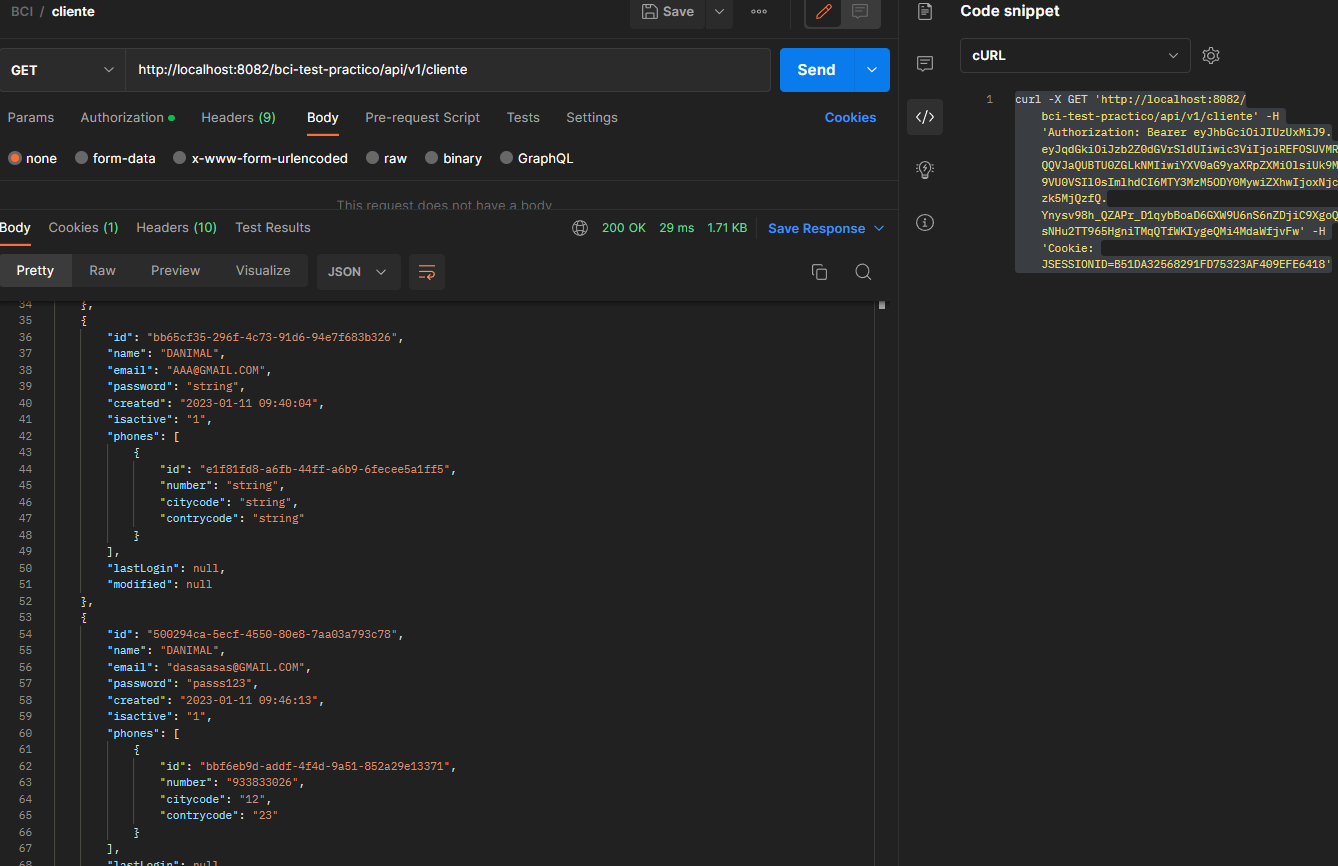 BCI / cliente
Save
GET
http://localhost:8082/bci-test-practico/api/v1/cliente
Send
Params Authorization Headers (9) Body Pre-request Script Tests Settings Cookies
none form-data x-www-form-urlencoded raw binary GraphQL
This request does not have a body
Body Cookies (1) Headers (10) Test Results 200 OK 29 ms 1.71 KB Save Response
Pretty Raw Preview Visualize JSON
34 },
35 {
36 "id": "bb65cf35-296f-4c73-91d6-94e7f683b326",
37 "name": "DANIMAL",
38 "email": "AAA@GMAIL.COM",
39 "password": "string",
40 "created": "2023-01-11 09:40:04",
41 "isactive": "1",
42 "phones": [
43 {
44 "id": "e1f81fd8-a6fb-44ff-a6b9-6fecee5a1ff5",
45 "number": "string",
46 "citycode": "string",
47 "contrycode": "string"
48 }
49 ],
50 "lastLogin": null,
51 "modified": null
52 },
53 {
54 "id": "500294ca-5ecf-4550-80e8-7aa03a793c78",
55 "name": "DANIMAL",
56 "email": "dasasasas@GMAIL.COM",
57 "password": "passs123",
58 "created": "2023-01-11 09:46:13",
59 "isactive": "1",
60 "phones": [
61 {
62 "id": "bbf6eb9d-addf-4f4d-9a51-852a29e13371",
63 "number": "933833026",
64 "citycode": "12",
65 "contrycode": "23"
66 }
67 ],
68 "lastLogin": null
Code snippet
cURL
1 curl -X GET 'http://localhost:8082/
bci-test-practico/api/v1/cliente' -H
'Authorization: Bearer eyJhbGciOiJIUzUxMiJ9.
eyJqdGkiOiJzb2Z0dGVrSldUIiwic3ViIjoiREFOSUVMR
QQVJaQUBTU0ZGLkNMIiwiYXV0aG9yaXRpZXMiOlsiUk9M
9VU0VSIl0sImlhdCI6MTY3MzM5ODY0MywiZXhwIjoxNjc
zk5MjQzfQ.
Ynysv98h_QZAPr_D1qybBoaD6GXW9U6nS6nZDjiC9XgoQ
sNHu2TT965HgniTMqQTfWKIygeQMi4MdaWfjvFw' -H
'Cookie:
JSESSIONID=B51DA32568291FD75323AF409EFE6418'